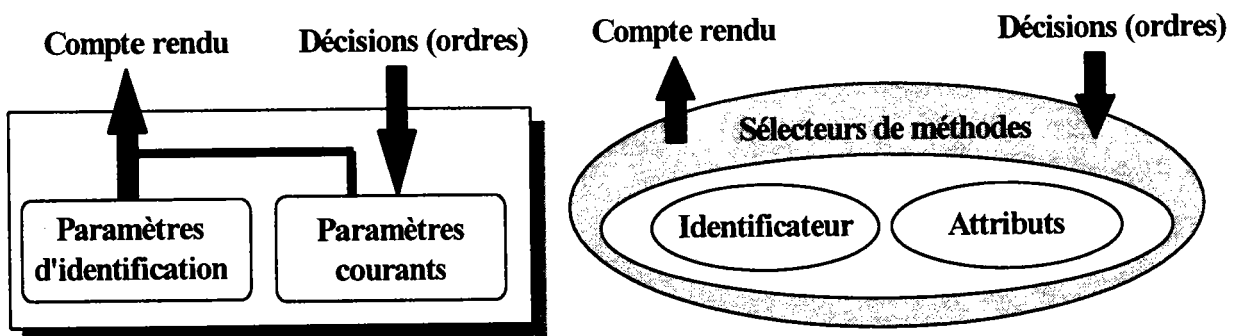 Compte rendu
Décisions (ordres)
Paramètres
d'identification
Paramètres
courants
Compte rendu
Décisions (ordres)
Sélecteurs de méthodes
Identificateur
Attributs